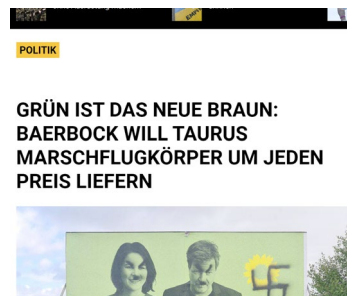 POLITIK
GRÜN IST DAS NEUE BRAUN:
BAERBOCK WILL TAURUS
MARSCHFLUGKÖRPER UM JEDEN
PREIS LIEFERN